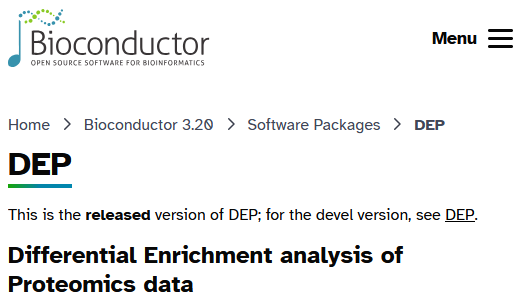 Bioconductor
OPEN SOURCE SOFTWARE FOR BIOINFORMATICS
Menu
Home > Bioconductor 3.20 > Software Packages > DEP
DEP
This is the released version of DEP; for the devel version, see DEP.
Differential Enrichment analysis of
Proteomics data